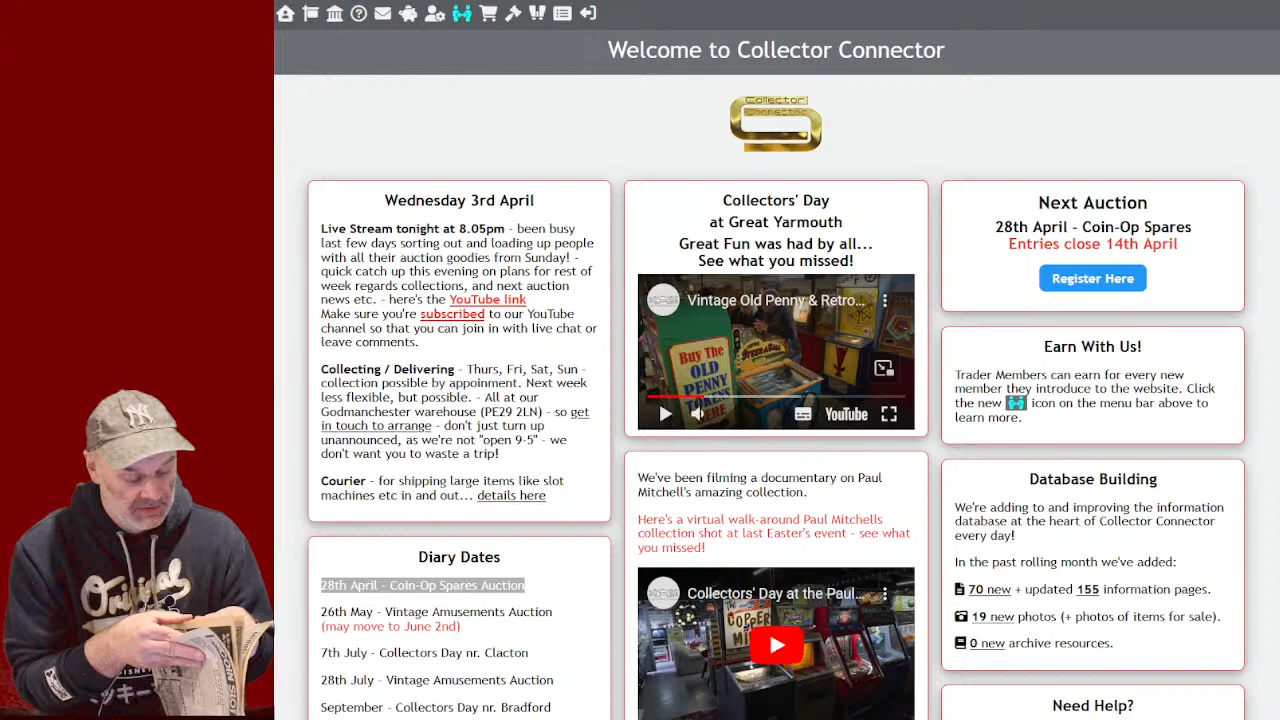 Welcome to Collector Connector
Collector
Connector
Wednesday 3rd April
Live Stream tonight at 8.05pm - been busy
last few days sorting out and loading up people
with all their auction goodies from Sunday! -
quick catch up this evening on plans for rest of
week regards collections, and next auction
news etc. - here's the YouTube link
Make sure you're subscribed to our YouTube
channel so that you can join in with live chat or
leave comments.
Collecting / Delivering - Thurs, Fri, Sat, Sun -
collection possible by appoinment. Next week
less flexible, but possible. - All at our
Godmanchester warehouse (PE29 2LN) - so get
in touch to arrange - don't just turn up
unannounced, as we're not "open 9-5" - we
don't want you to waste a trip!
Courier - for shipping large items like slot
machines etc in and out... details here
Diary Dates
28th April - Coin-Op Spares Auction
26th May - Vintage Amusements Auction
(may move to June 2nd)
7th July - Collectors Day nr. Clacton
28th July - Vintage Amusements Auction
September - Collectors Day nr. Bradford
Collectors' Day
at Great Yarmouth
Great Fun was had by all...
See what you missed!
Vintage Old Penny & Retro...
BUY THE
OLD
PENNY
TOKENS
HERE
YouTube
We've been filming a documentary on Paul
Mitchell's amazing collection.
Here's a virtual walk-around Paul Mitchells
collection shot at last Easter's event - see what
you missed!
Collectors' Day at the Paul...
COPPER
Next Auction
28th April - Coin-Op Spares
Entries close 14th April
Register Here
Earn With Us!
Trader Members can earn for every new
member they introduce to the website. Click
the new icon on the menu bar above to
learn more.
Database Building
We're adding to and improving the information
database at the heart of Collector Connector
every day!
In the past rolling month we've added:
70 new + updated 155 information pages.
19 new photos (+ photos of items for sale).
0 new archive resources.
Need Help?
Original